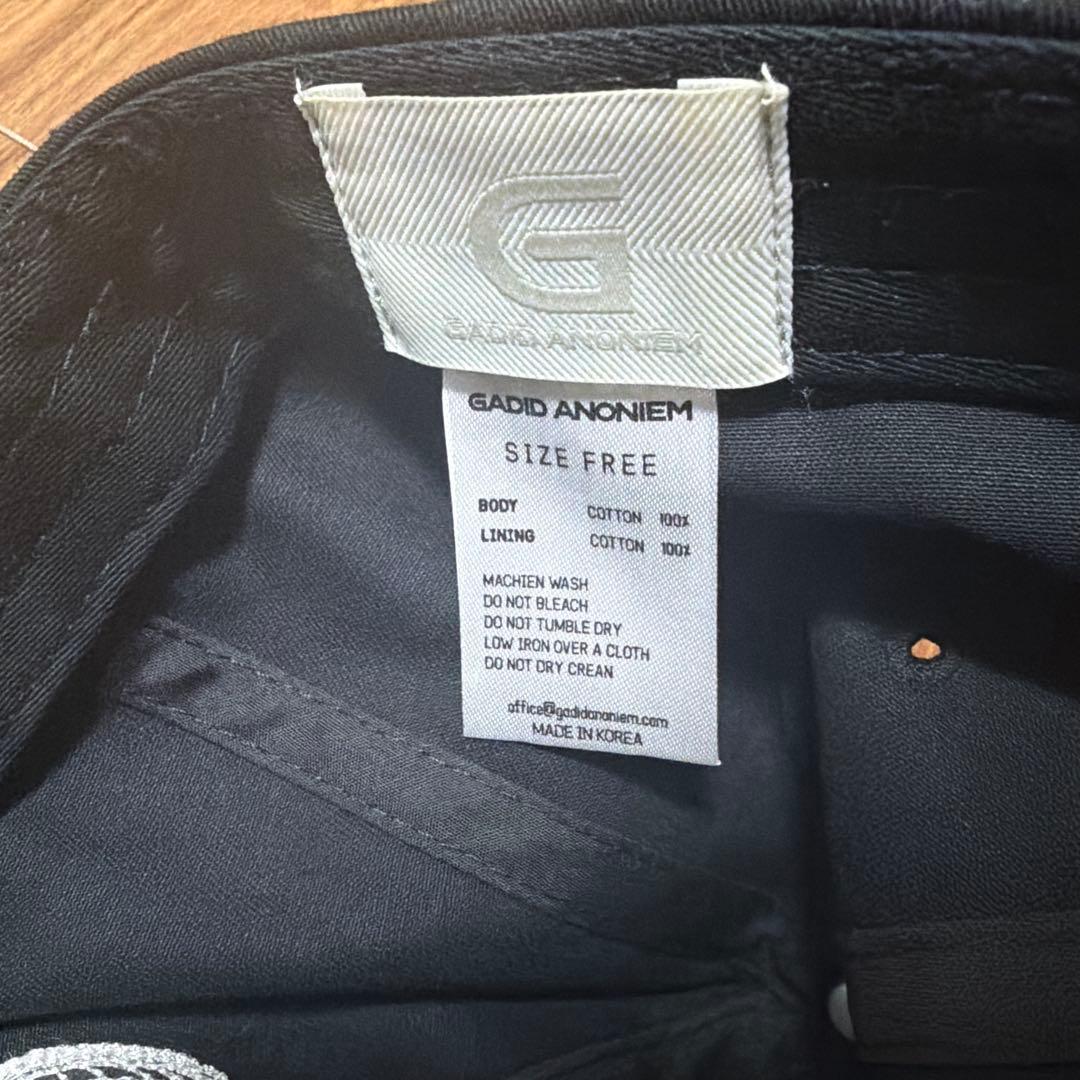 G
GADID ANONIEM
GADID ANONIEM
SIZE FREE
BODY COTTON 100%
LINING COTTON 100%
MACHIEN WASH
DO NOT BLEACH
DO NOT TUMBLE DRY
LOW IRON OVER A CLOTH
DO NOT DRY CREAN
office@gadidanoniem.com
MADE IN KOREA